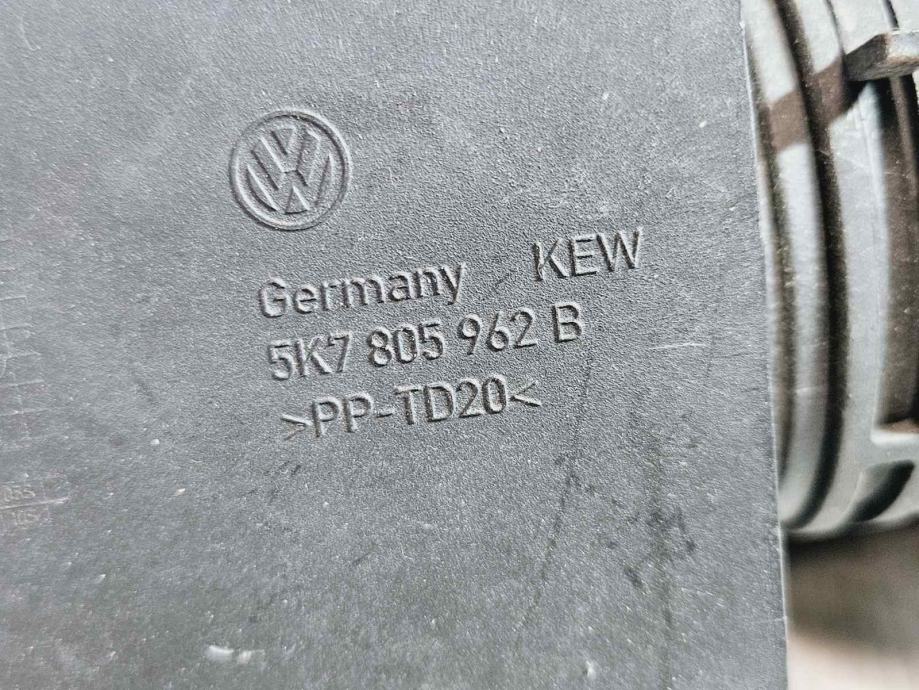 Germany KEW
5K7 805 962 B
>PP-TD20<